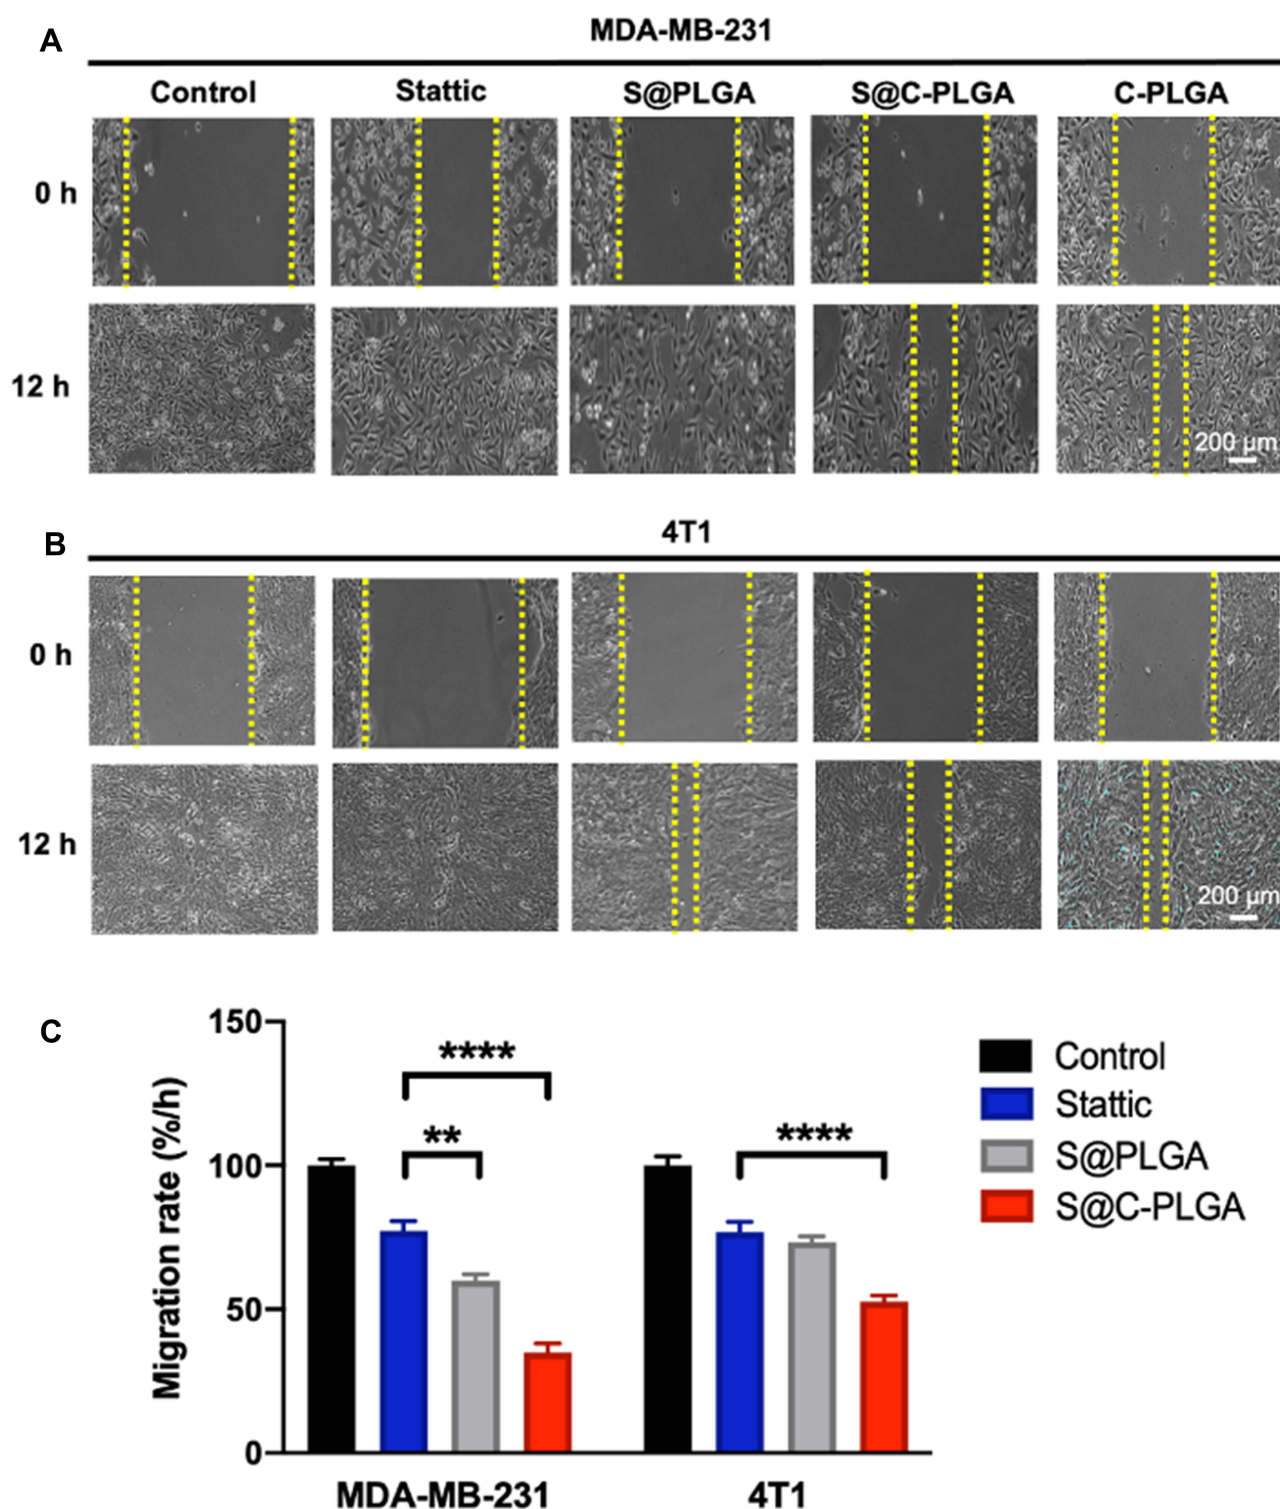 A
MDA-MB-231
Control Stattic S@PLGA S@C-PLGA C-PLGA
0 h
12 h
200 µm
B
4T1
0 h
12 h
200 µm
C
Migration rate (%/h)
150
100
50
0
****
**
****
MDA-MB-231 4T1
Control
Stattic
S@PLGA
S@C-PLGA